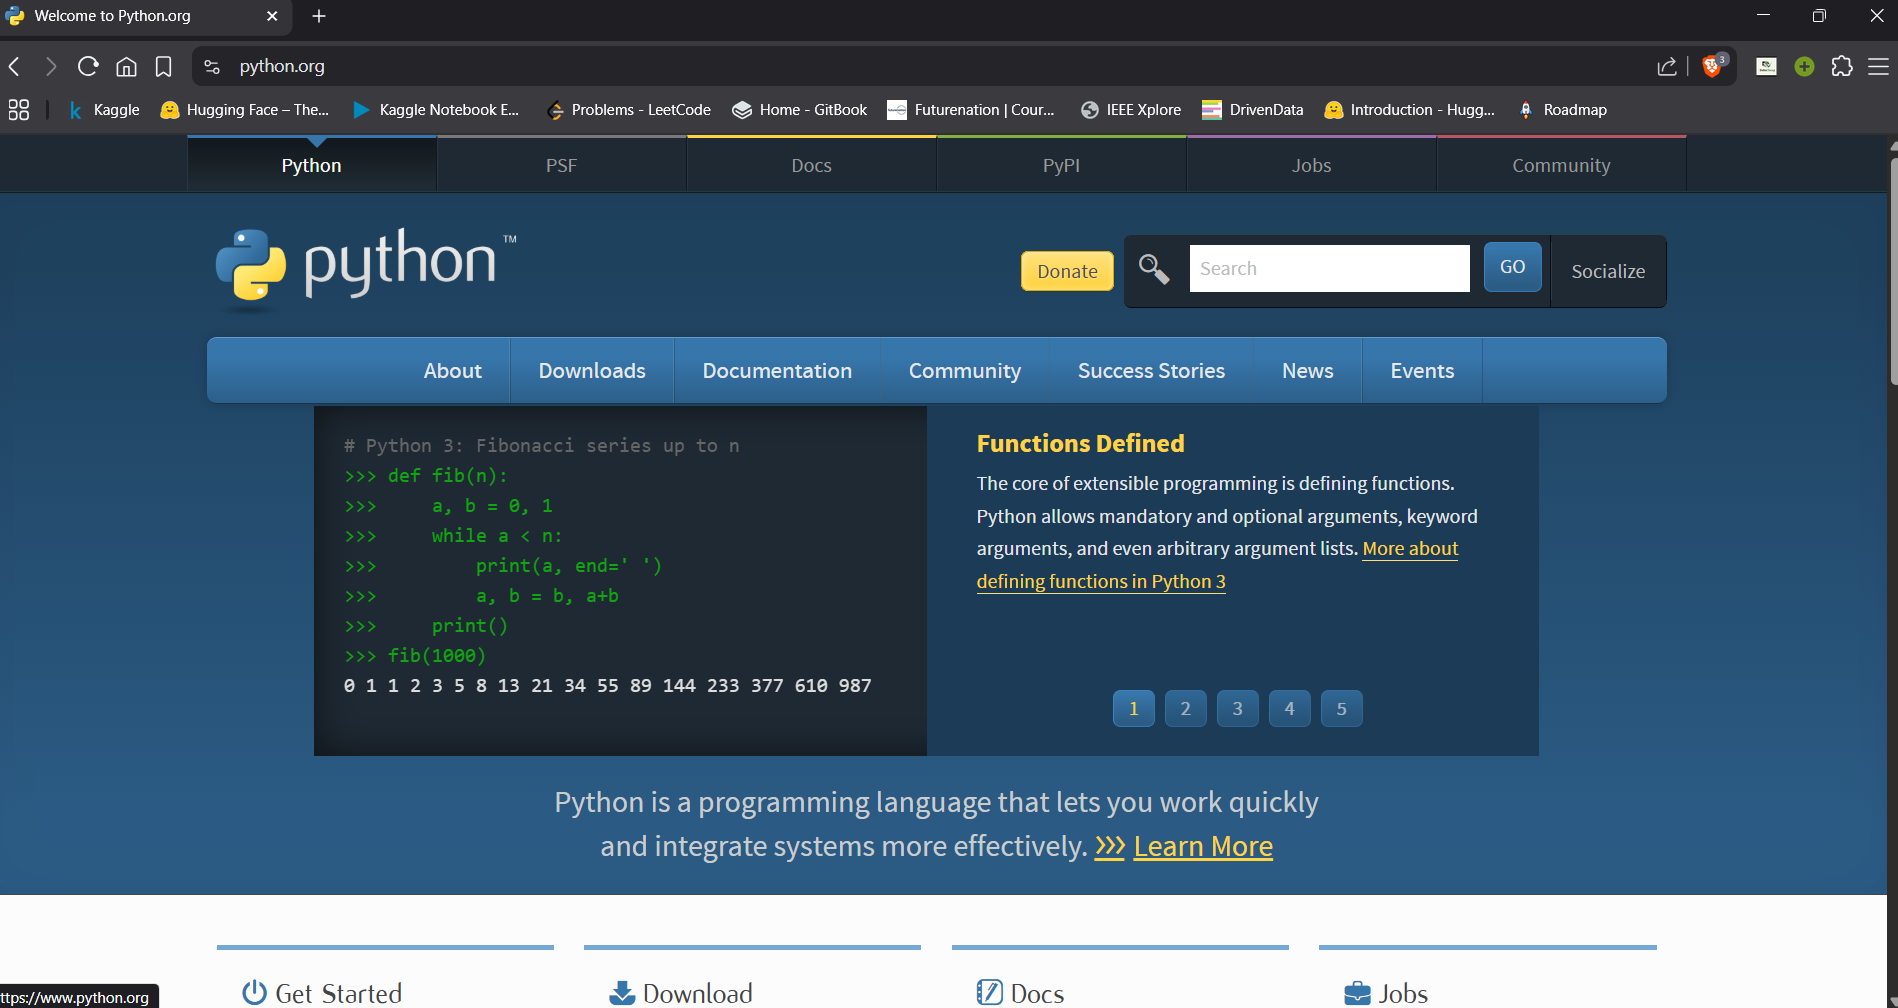 Welcome to Python.org
python.org
3
Kaggle
Hugging Face – The...
Kaggle Notebook E...
Problems - LeetCode
Home - GitBook
Futurenation | Cour...
IEEE Xplore
DrivenData
Introduction - Hugg...
Roadmap
Python
PSF
Docs
PyPI
Jobs
Community
python™
Donate
Search
GO
Socialize
About
Downloads
Documentation
Community
Success Stories
News
Events
# Python 3: Fibonacci series up to n
>>> def fib(n):
>>>     a, b = 0, 1
>>>     while a < n:
>>>         print(a, end=' ')
>>>         a, b = b, a+b
>>>     print()
>>> fib(1000)
0 1 1 2 3 5 8 13 21 34 55 89 144 233 377 610 987
Functions Defined
The core of extensible programming is defining functions.
Python allows mandatory and optional arguments, keyword
arguments, and even arbitrary argument lists. More about
defining functions in Python 3
1 2 3 4 5
Python is a programming language that lets you work quickly
and integrate systems more effectively. >>> Learn More
Get Started
Download
Docs
Jobs
ttps://www.python.org